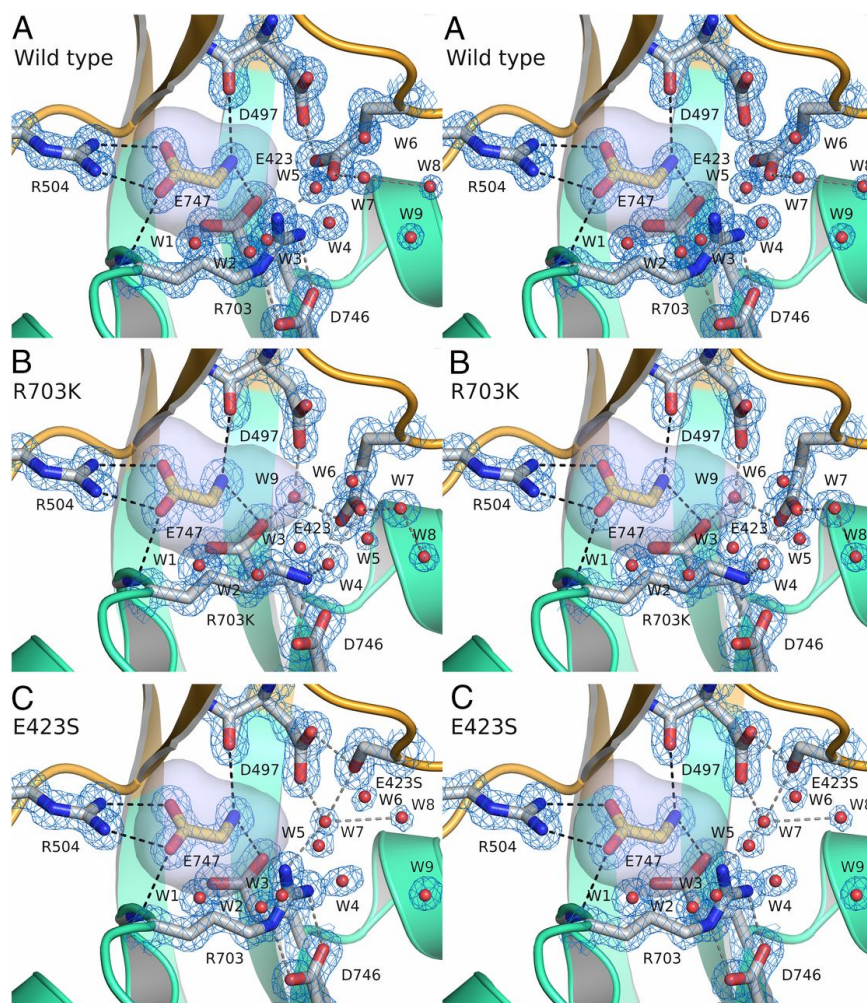 A A
Wild type Wild type
D497 D497
W6 W6
E423 E423
W8 W8
R504 W5 R504 W5
E747 W7 E747 W7
W9 W9
W1 W4 W1 W4
W2 W3 W2 W3
R703 R703
D746 D746
B B
R703K R703K
D497 D497
W6 W6
W9 W7 W9 W7
R504 R504
E747 E423 E747 E423
W3 W8 W3 W8
W1 W5 W1 W5
W2 W4 W2 W4
R703K R703K
D746 D746
C C
E423S E423S
D497 D497
E423S E423S
W6 W8 W6 W8
R504 W5 W7 R504 W5 W7
E747 E747
W3 W9 W3 W9
W1 W4 W1 W4
W2 W2
R703 R703
D746 D746